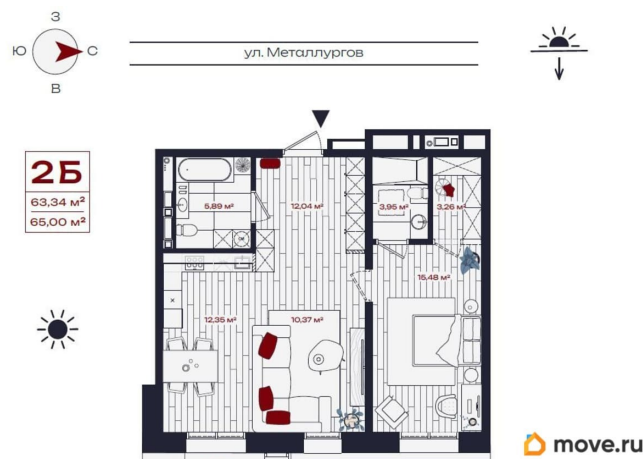 З
Ю
С
В
ул. Металлургов
2Б
63,34 м²
65,00 м²
5,89 м²
12,04 м²
3,95 м²
3,26 м²
15,48 м²
12,35 м²
10,37 м²
move.ru